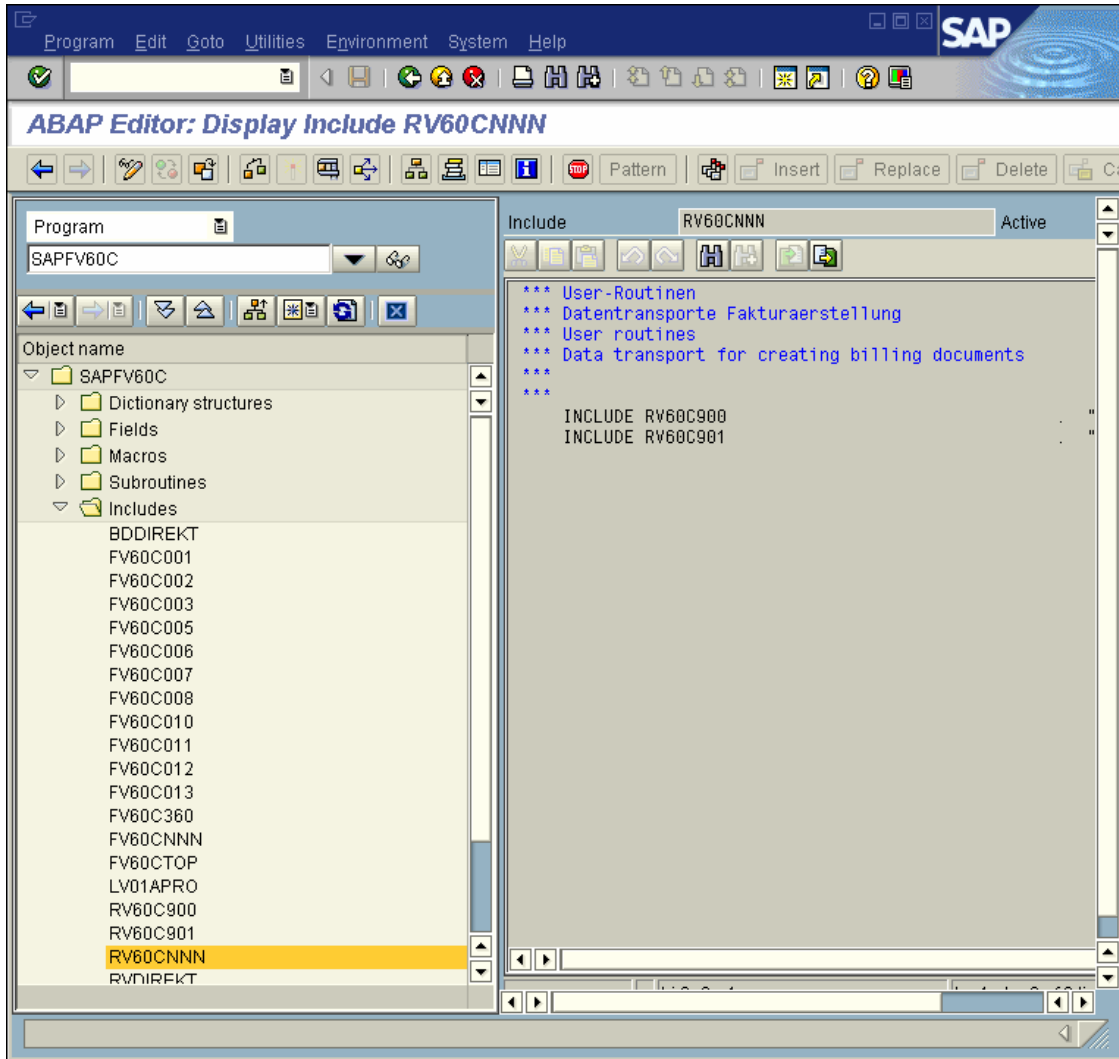 Program Edit Goto Utilities Environment System Help
SAP
ABAP Editor: Display Include RV60CNNN
Pattern Insert Replace Delete
Program
SAPFV60C
Object name
SAPFV60C
Dictionary structures
Fields
Macros
Subroutines
Includes
BDDIREKT
FV60C001
FV60C002
FV60C003
FV60C005
FV60C006
FV60C007
FV60C008
FV60C010
FV60C011
FV60C012
FV60C013
FV60C360
FV60CNNN
FV60CTOP
LV01APRO
RV60C900
RV60C901
RV60CNNN
RVDIREKT
Include RV60CNNN Active
*** User-Routinen
*** Datentransporte Fakturaerstellung
*** User routines
*** Data transport for creating billing documents
***
***
INCLUDE RV60C900 . "
INCLUDE RV60C901 . "